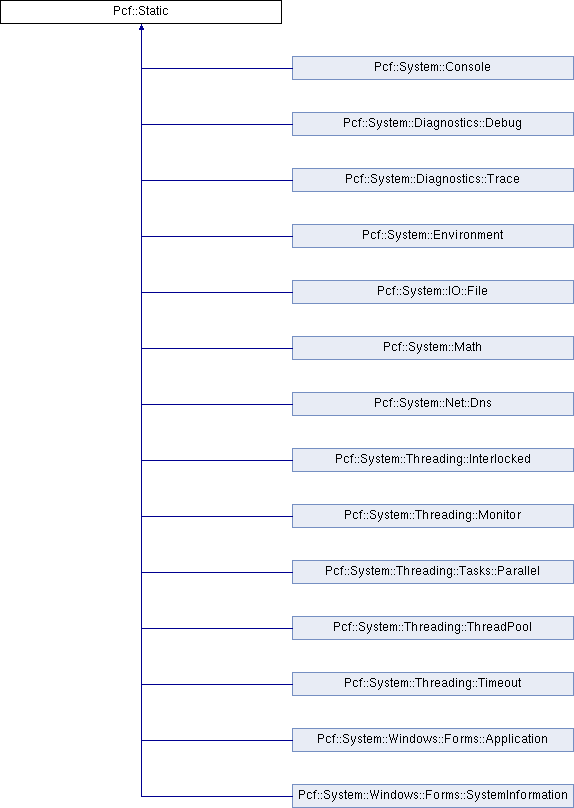 Pcf::Static
Pcf::System::Console
Pcf::System::Diagnostics::Debug
Pcf::System::Diagnostics::Trace
Pcf::System::Environment
Pcf::System::IO::File
Pcf::System::Math
Pcf::System::Net::Dns
Pcf::System::Threading::Interlocked
Pcf::System::Threading::Monitor
Pcf::System::Threading::Tasks::Parallel
Pcf::System::Threading::ThreadPool
Pcf::System::Threading::Timeout
Pcf::System::Windows::Forms::Application
Pcf::System::Windows::Forms::SystemInformation